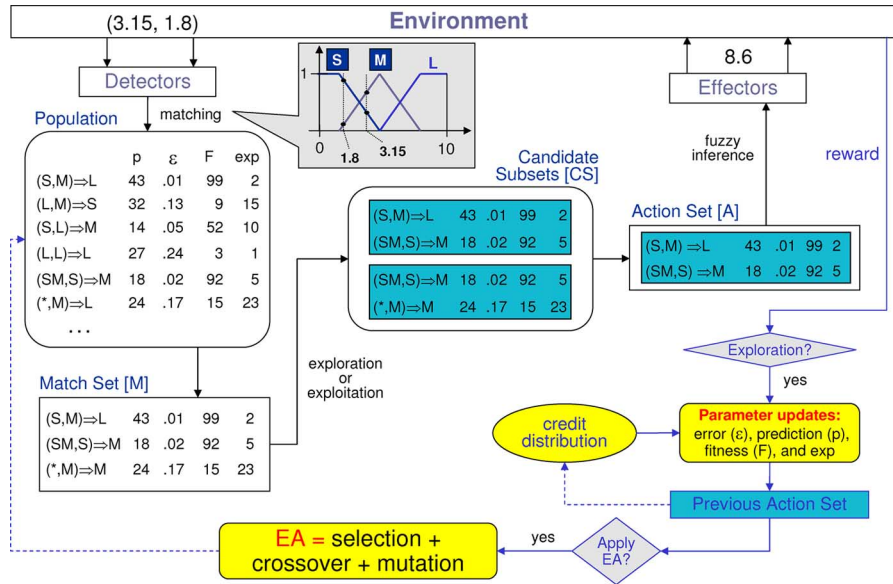 Environment
(3.15, 1.8)
Detectors
matching
Population
p ε F exp
(S,M)⇒L 43 .01 99 2
(L,M)⇒S 32 .13 9 15
(S,L)⇒M 14 .05 52 10
(L,L)⇒L 27 .24 3 1
(SM,S)⇒M 18 .02 92 5
(*,M)⇒L 24 .17 15 23
...
S M L
1
0 10
1.8 3.15
Match Set [M]
(S,M)⇒L 43 .01 99 2
(SM,S)⇒M 18 .02 92 5
(*,M)⇒M 24 .17 15 23
exploration
or
exploitation
Candidate
Subsets [CS]
(S,M)⇒L 43 .01 99 2
(SM,S)⇒M 18 .02 92 5
(SM,S)⇒M 18 .02 92 5
(*,M)⇒M 24 .17 15 23
8.6
Effectors
fuzzy
inference
reward
Action Set [A]
(S,M) ⇒L 43 .01 99 2
(SM,S) ⇒M 18 .02 92 5
Exploration?
yes
Parameter updates:
error (ε), prediction (p),
fitness (F), and exp
credit
distribution
Previous Action Set
Apply
EA?
yes
EA = selection +
crossover + mutation